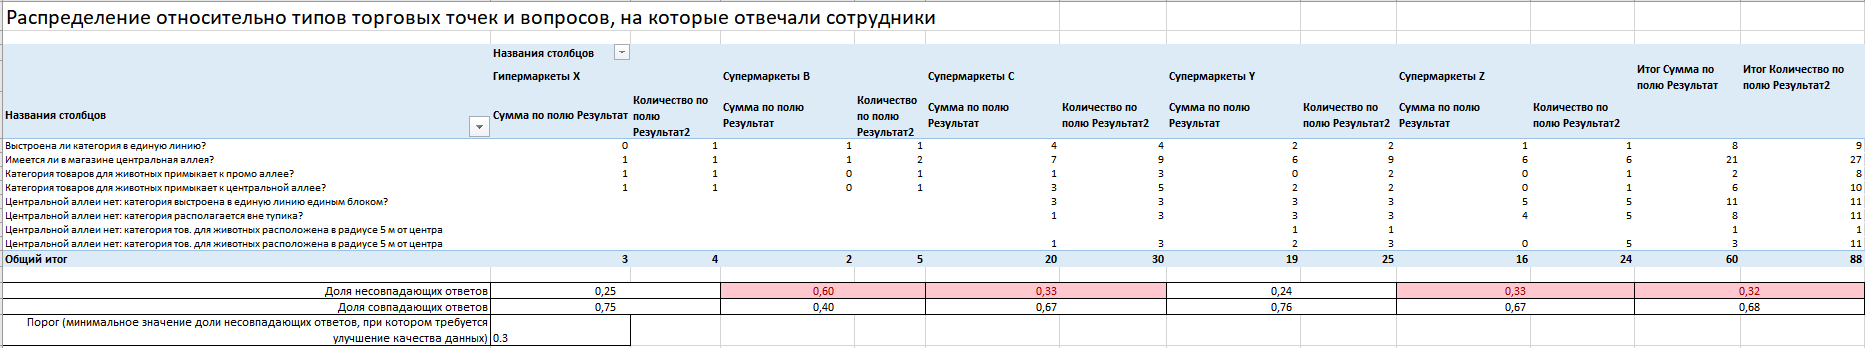 Распределение относительно типов торговых точек и вопросов, на которые отвечали сотрудники
Названия столбцов
Гипермаркеты X Супермаркеты B Супермаркеты C Супермаркеты Y Супермаркеты Z Итог Сумма по полю Результат Итог Количество по полю Результат2
Названия столбцов Сумма по полю Результат Количество по полю Результат2 Сумма по полю Результат Количество по полю Результат2 Сумма по полю Результат Количество по полю Результат2 Сумма по полю Результат Количество по полю Результат2 Сумма по полю Результат Количество по полю Результат2
Выстроена ли категория в единую линию? 0 1 1 1 4 4 2 2 1 1 8 9
Имеется ли в магазине центральная аллея? 1 1 1 2 7 9 6 9 6 6 21 27
Категория товаров для животных примыкает к промо аллее? 1 1 0 1 1 3 0 2 0 1 2 8
Категория товаров для животных примыкает к центральной аллее? 1 1 0 1 3 5 2 2 0 1 6 10
Центральной аллеи нет: категория выстроена в единую линию единым блоком? 3 3 3 3 5 5 11 11
Центральной аллеи нет: категория располагается вне тупика? 1 3 3 3 4 5 8 11
Центральной аллеи нет: категория тов. для животных расположена в радиусе 5 м от центра 1 1 1 1
Центральной аллеи нет: категория тов. для животных расположена в радиусе 5 м от центра 1 3 2 3 0 5 3 11
Общий итог 3 4 2 5 20 30 19 25 16 24 60 88
Доля несовпадающих ответов 0,25 0,60 0,33 0,24 0,33 0,32
Доля совпадающих ответов 0,75 0,40 0,67 0,76 0,67 0,68
Порог (минимальное значение доли несовпадающих ответов, при котором требуется
улучшение качества данных) 0.3